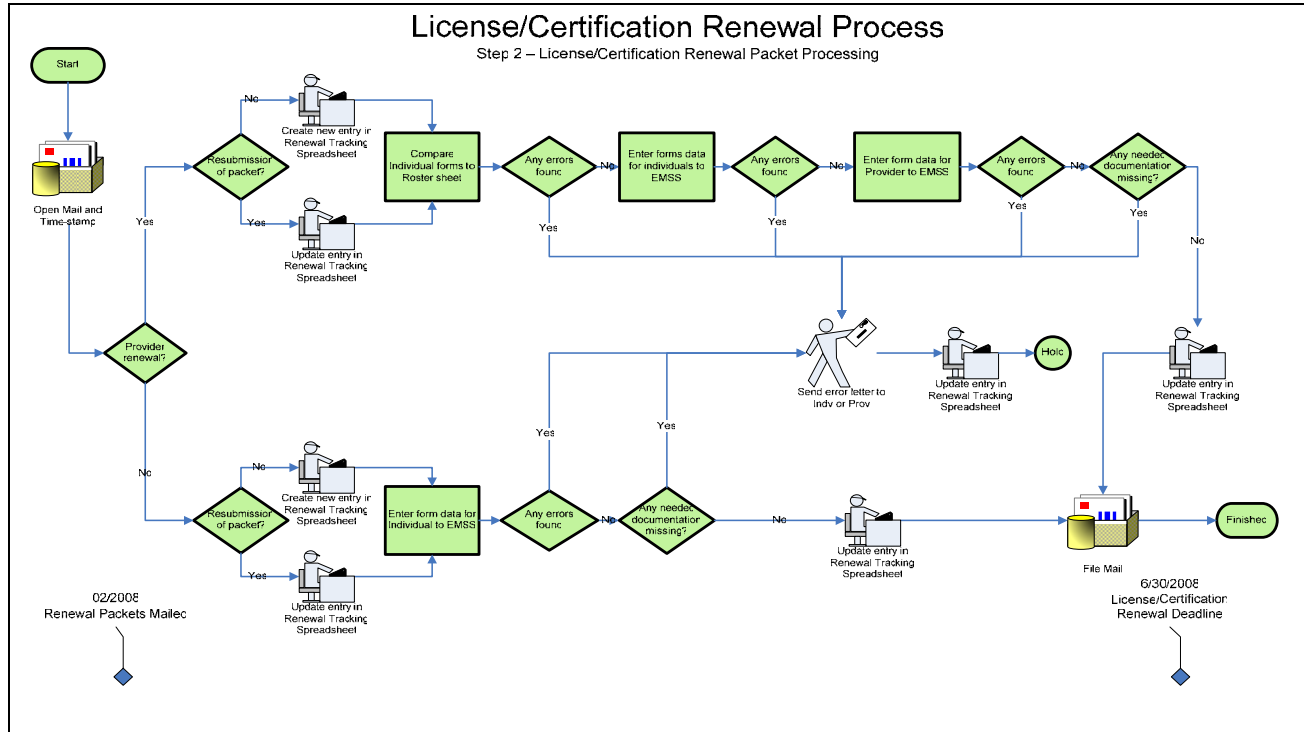 License/Certification Renewal Process
Step 2 – License/Certification Renewal Packet Processing
Start
Open Mail and
Time-stamp
Provider
renewal?
Yes
No
Resubmission
of packet?
No
Create new entry in
Renewal Tracking
Spreadsheet
Yes
Update entry in
Renewal Tracking
Spreadsheet
Compare
Individual forms to
Roster sheet
Any errors
found
No
Yes
Enter forms data
for individuals to
EMSS
Any errors
found
No
Yes
Enter form data for
Provider to EMSS
Any errors
found
No
Yes
Any needed
documentation
missing?
Yes
No
Send error letter to
Indv or Prov
Update entry in
Renewal Tracking
Spreadsheet
Hold
Update entry in
Renewal Tracking
Spreadsheet
Resubmission
of packet?
No
Create new entry in
Renewal Tracking
Spreadsheet
Yes
Update entry in
Renewal Tracking
Spreadsheet
Enter form data for
Individual to EMSS
Any errors
found
Yes
No
Any needed
documentation
missing?
Yes
No
Update entry in
Renewal Tracking
Spreadsheet
File Mail
Finished
02/2008
Renewal Packets Mailed
6/30/2008
License/Certification
Renewal Deadline